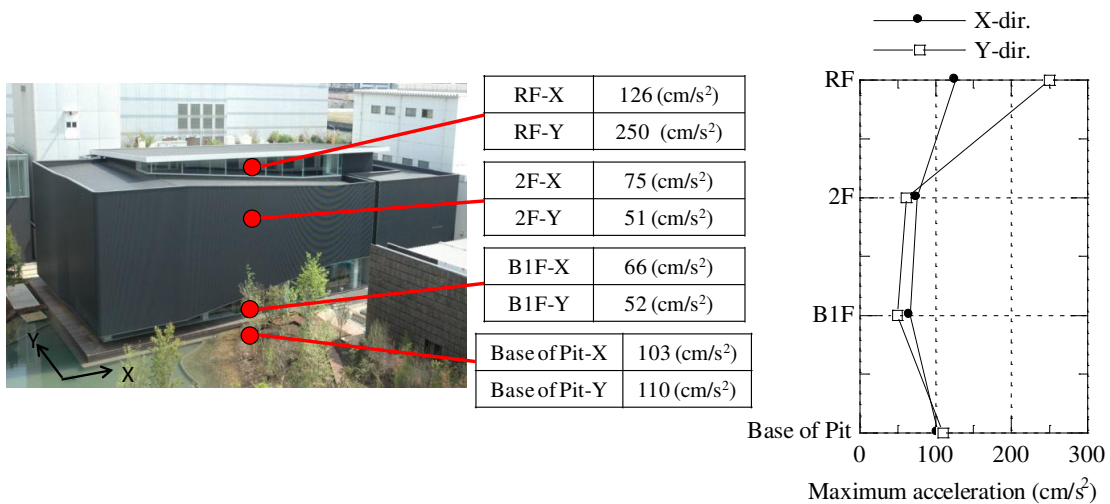 X-dir.
Y-dir.
RF-X 126 (cm/s²)
RF-Y 250 (cm/s²)
2F-X 75 (cm/s²)
2F-Y 51 (cm/s²)
B1F-X 66 (cm/s²)
B1F-Y 52 (cm/s²)
Base of Pit-X 103 (cm/s²)
Base of Pit-Y 110 (cm/s²)
Y
X
RF
2F
B1F
Base of Pit
0 100 200 300
Maximum acceleration (cm/s²)